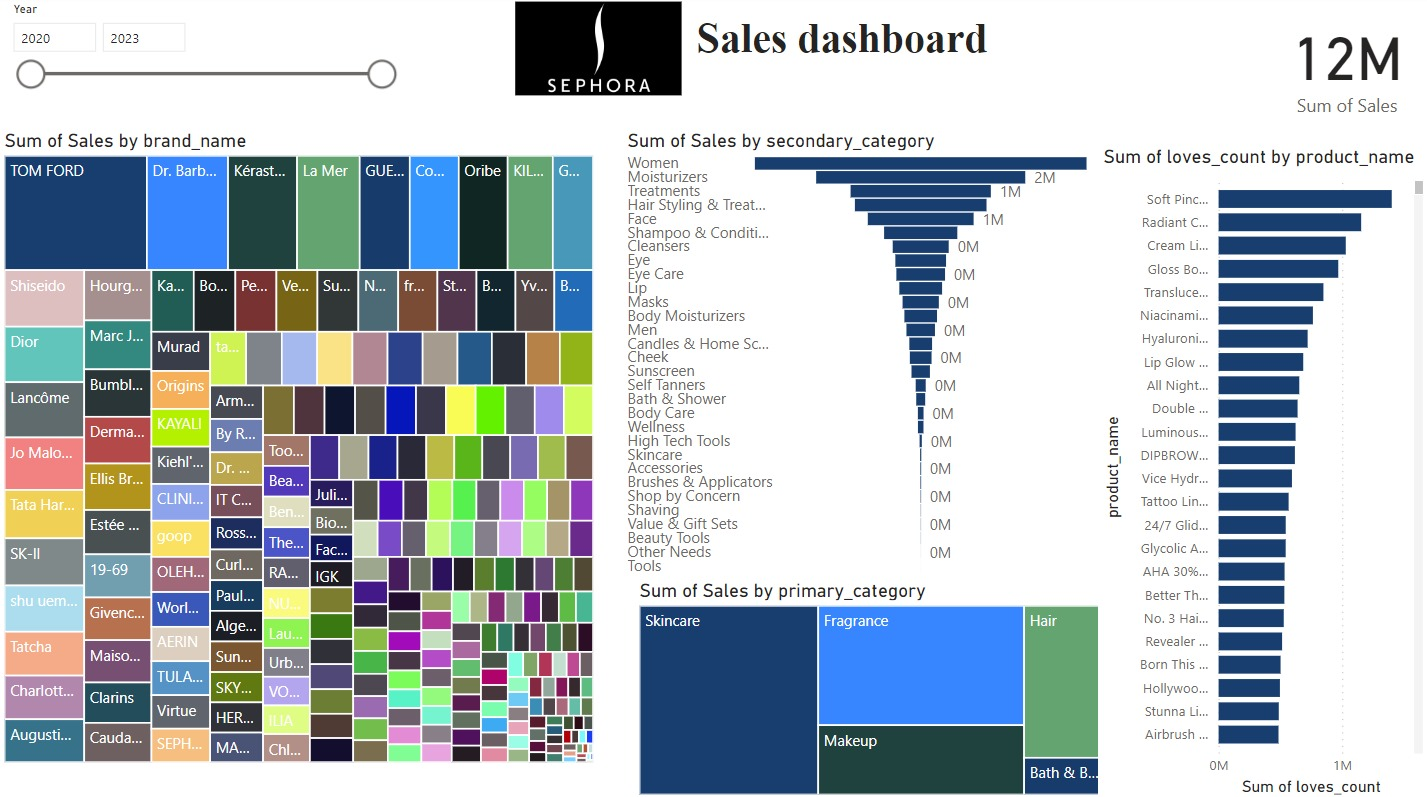 Year
2020
2023
SEPHORA
Sales dashboard
12M
Sum of Sales
Sum of Sales by brand_name
TOM FORD
Dr. Barb...
Kérast...
La Mer
GUE...
Co...
Oribe
KIL...
G...
Shiseido
Hourg...
Ka...
Bo...
Pe...
Ve...
Su...
N...
fr...
St...
B...
Yv...
B...
Dior
Marc J...
Murad
ta...
Lancôme
Bumbl...
Origins
Arm...
Jo Malo...
Derma...
KAYALI
By R...
Too...
Tata Har...
Ellis Br...
Kiehl'...
Dr. ...
Bea...
Juli...
SK-II
Estée ...
CLINI...
IT C...
Ben...
Bio...
shu uem...
19-69
goop
Ross...
The...
Fac...
Tatcha
Givenc...
OLEH...
Curl...
RA...
IGK
Charlott...
Maiso...
Worl...
Paul...
NU...
Augusti...
Clarins
AERIN
Alge...
Lau...
Cauda...
TULA...
Sun...
Urb...
Virtue
SKY...
VO...
SEPH...
HER...
ILIA
MA...
Chl...
Sum of Sales by secondary_category
Women
Moisturizers
2M
Treatments
1M
Hair Styling & Treat...
Face
1M
Shampoo & Conditi...
Cleansers
0M
Eye
Eye Care
0M
Lip
Masks
0M
Body Moisturizers
Men
0M
Candles & Home Sc...
Cheek
0M
Sunscreen
Self Tanners
0M
Bath & Shower
Body Care
0M
Wellness
High Tech Tools
0M
Skincare
Accessories
0M
Brushes & Applicators
Shop by Concern
0M
Shaving
Value & Gift Sets
0M
Beauty Tools
Other Needs
0M
Tools
Sum of Sales by primary_category
Skincare
Fragrance
Hair
Makeup
Bath & B...
Sum of loves_count by product_name
product_name
Soft Pinc...
Radiant C...
Cream Li...
Gloss Bo...
Transluce...
Niacinami...
Hyaluroni...
Lip Glow ...
All Night...
Double ...
Luminous...
DIPBROW...
Vice Hydr...
Tattoo Lin...
24/7 Glid...
Glycolic A...
AHA 30%...
Better Th...
No. 3 Hai...
Revealer ...
Born This ...
Hollywoo...
Stunna Li...
Airbrush ...
0M
1M
Sum of loves_count